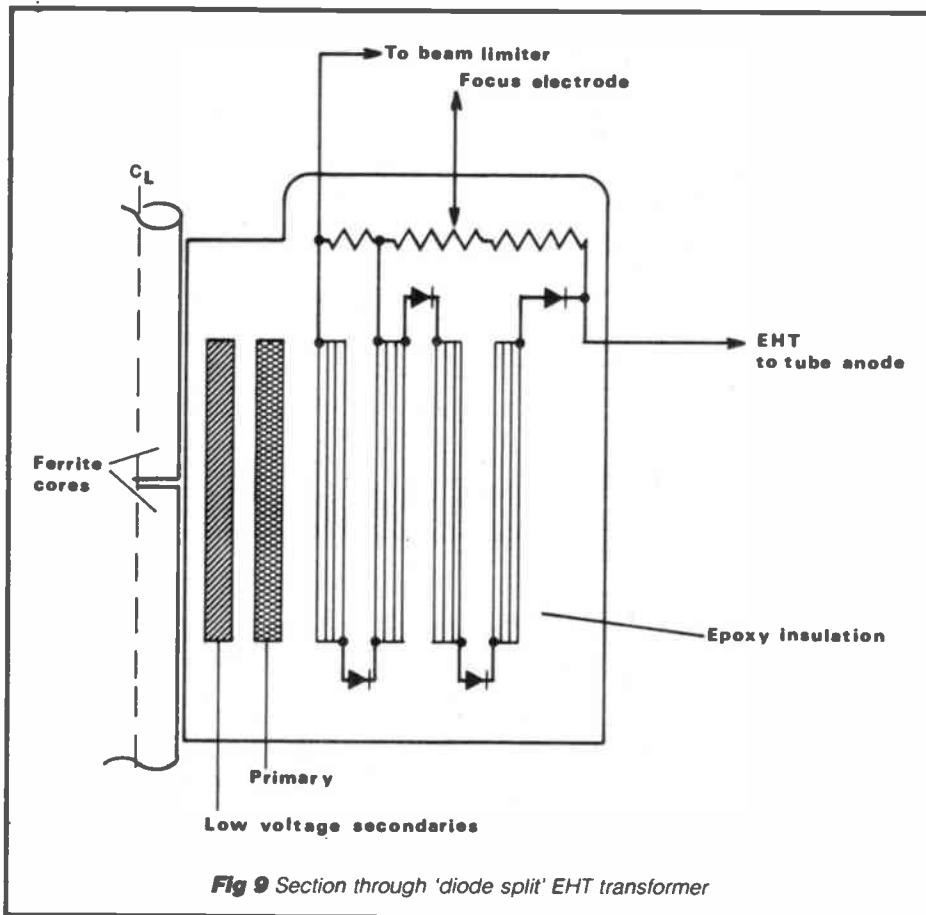 To beam limiter
Focus electrode
CL
Ferrite
cores
EHT
to tube anode
Epoxy insulation
Primary
Low voltage secondaries
Fig 9 Section through 'diode split' EHT transformer